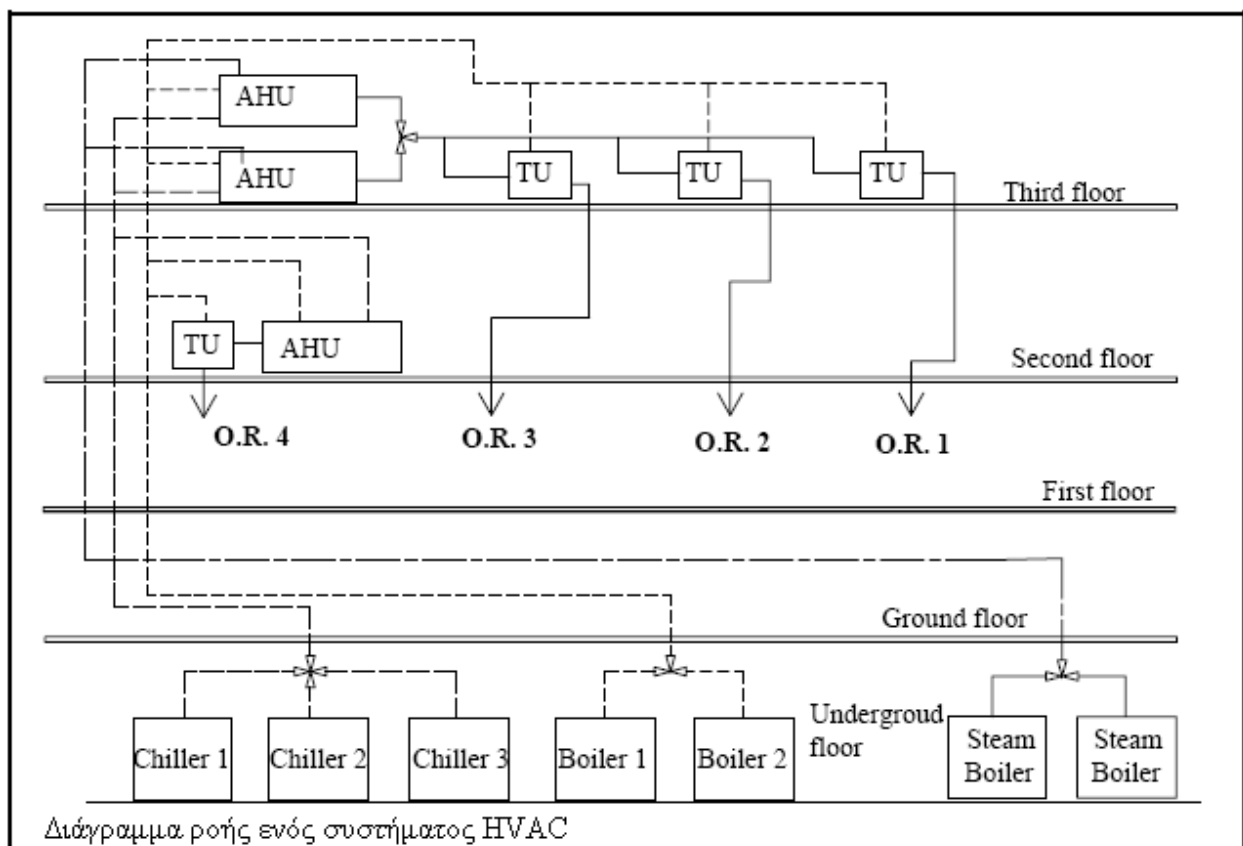 AHU
AHU
TU
TU
TU
Third floor
TU
AHU
Second floor
O.R. 4
O.R. 3
O.R. 2
O.R. 1
First floor
Ground floor
Chiller 1
Chiller 2
Chiller 3
Boiler 1
Boiler 2
Undergroud
floor
Steam
Boiler
Steam
Boiler
Διάγραμμα ροής ενός συστήματος HVAC